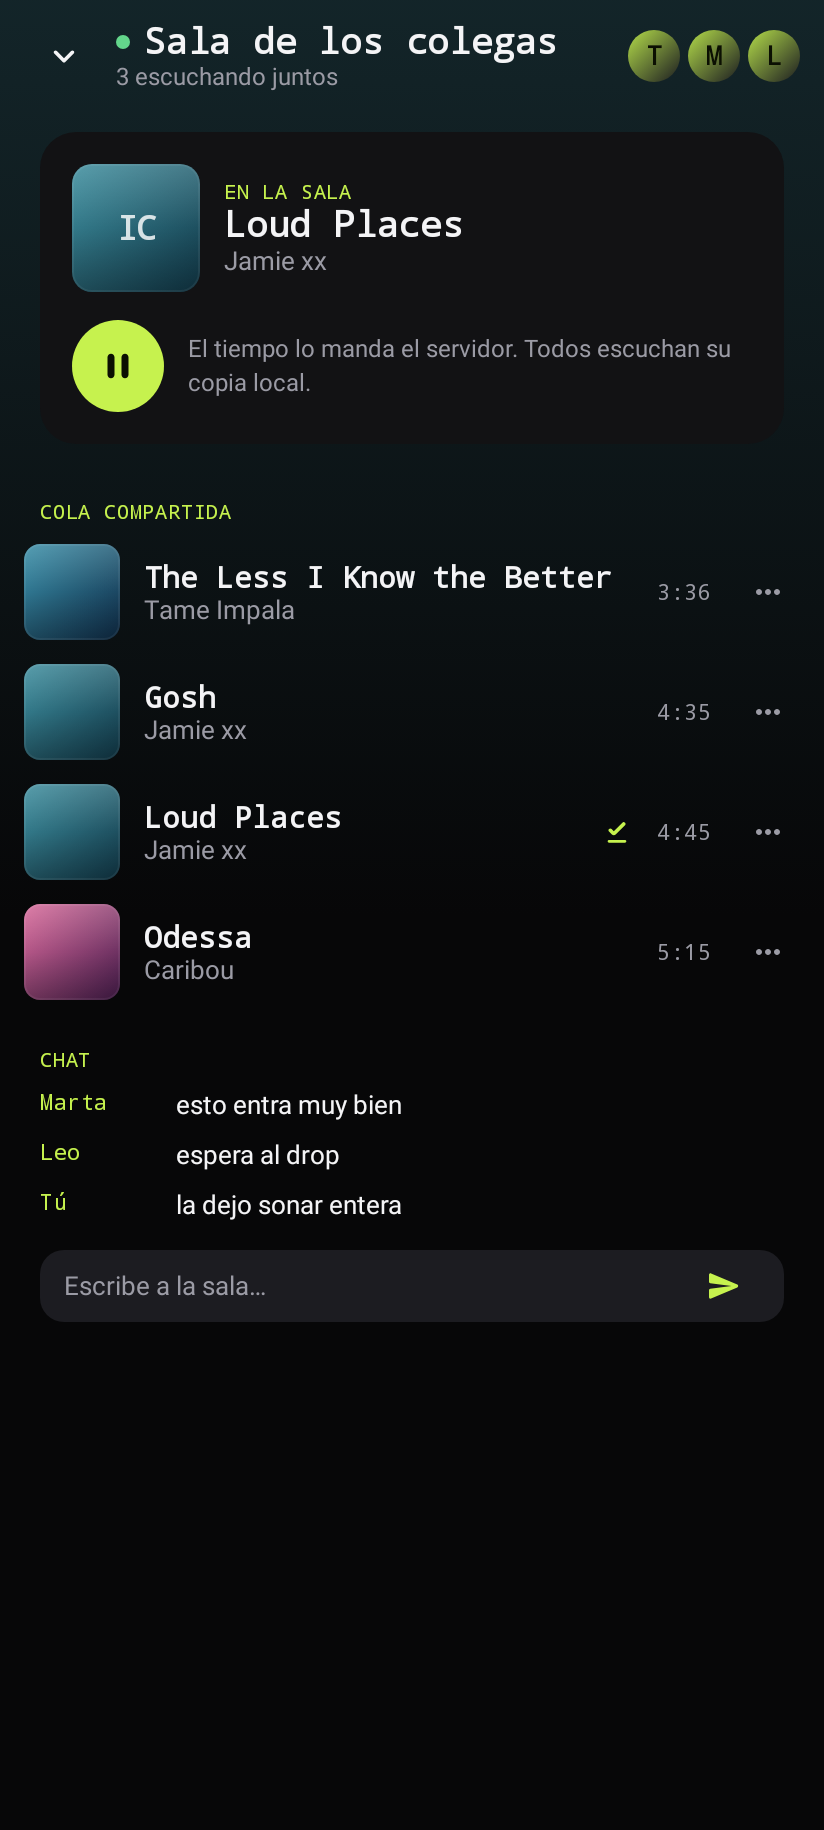 Sala de los colegas
3 escuchando juntos
T M L
IC
EN LA SALA
Loud Places
Jamie xx
El tiempo lo manda el servidor. Todos escuchan su
copia local.
COLA COMPARTIDA
The Less I Know the Better
Tame Impala
3:36
Gosh
Jamie xx
4:35
Loud Places
Jamie xx
4:45
Odessa
Caribou
5:15
CHAT
Marta esto entra muy bien
Leo espera al drop
Tú la dejo sonar entera
Escribe a la sala…